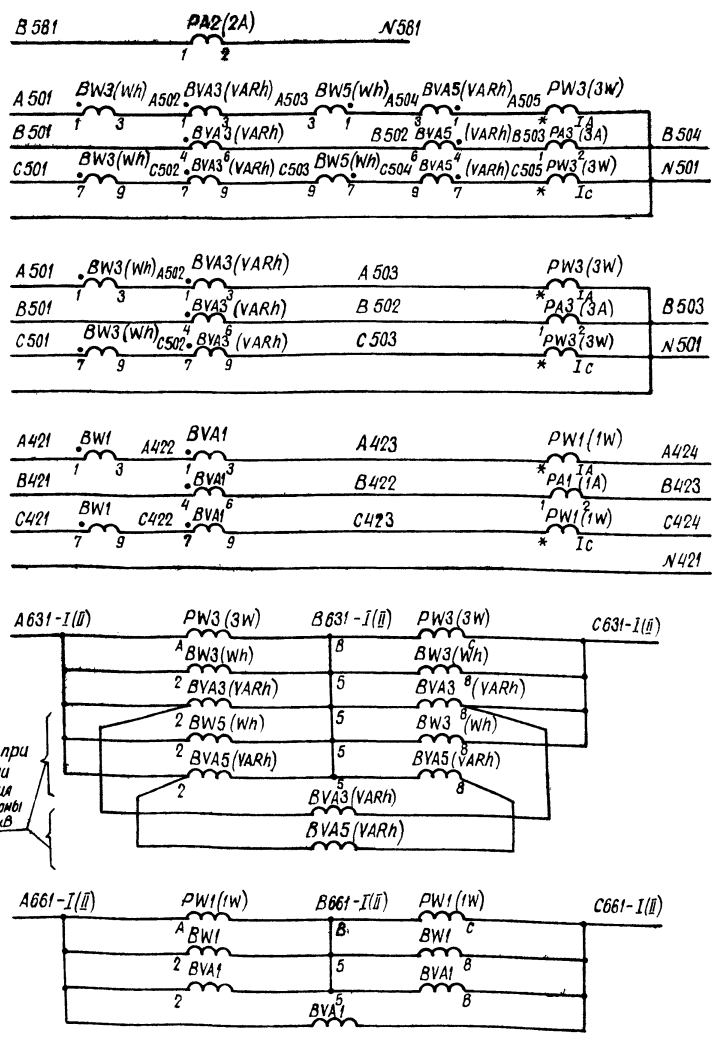 B581 PA2(2A) N581
1 2
A501 BW3(Wh) A502 BVA3(VARh) A503 BW5(Wh) A504 BVA5(VARh) A505 PW3(3W)
1 3 1 3 3 1 3 1 * IA
B501 BVA3(VARh) B502 BVA5 (VARh) B503 PA3(3A) B504
4 6 6 4 1 2
C501 BW3(Wh) C502 BVA3 (VARh) C503 BW5(Wh) C504 BVA5 (VARh) C505 PW3(3W) N501
7 9 7 9 9 7 9 7 * Ic
A501 BW3(Wh) A502 BVA3(VARh) A503 PW3(3W)
1 3 1 3 * IA
B501 BVA3(VARh) B502 PA3(3A) B503
4 6 1 2
C501 BW3(Wh) C502 BVA3 (VARh) C503 PW3(3W) N501
7 9 7 9 * Ic
A421 BW1 A422 BVA1 A423 PW1(1W) A424
1 3 1 3 * IA
B421 BVA1 B422 PA1(1A) B423
4 6 1 2
C421 BW1 C422 BVA1 C423 PW1(1W) C424
7 9 7 9 * Ic
N421
A631-I(II) PW3(3W) B631-I(II) PW3(3W) C631-I(II)
A B C
BW3(Wh) BW3(Wh)
2 5 8
BVA3(VARh) BVA3 (VARh)
2 5 8
BW5(Wh) BW3 (Wh)
2 5 8
BVA5(VARh) BVA5(VARh)
2 5 8
при
ии
ия
омы
кВ
BVA3(VARh)
BVA5(VARh)
A661-I(II) PW1(1W) B661-I(II) PW1(1W) C661-I(II)
A B. C
BW1 BW1
2 5 B
BVA1 BVA1
2 5 B
BVA1